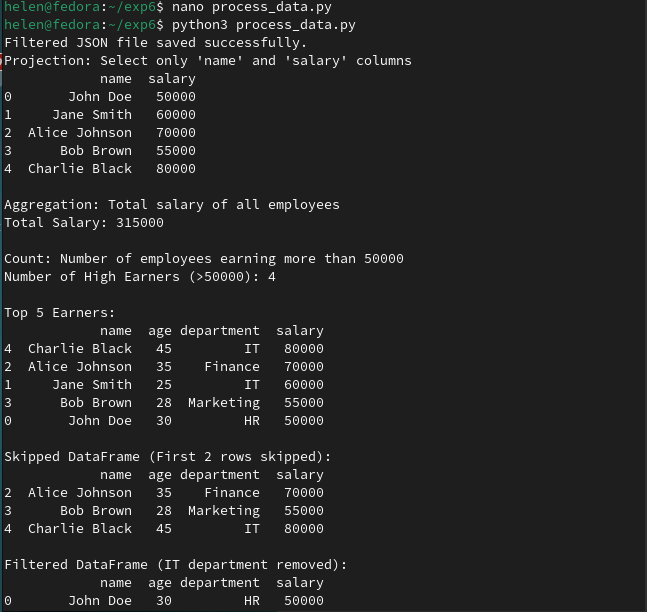 helen@fedora:~/exp6$ nano process_data.py
helen@fedora:~/exp6$ python3 process_data.py
Filtered JSON file saved successfully.
Projection: Select only 'name' and 'salary' columns
            name  salary
0       John Doe   50000
1     Jane Smith   60000
2  Alice Johnson   70000
3      Bob Brown   55000
4  Charlie Black   80000

Aggregation: Total salary of all employees
Total Salary: 315000

Count: Number of employees earning more than 50000
Number of High Earners (>50000): 4

Top 5 Earners:
            name  age department  salary
4  Charlie Black   45         IT   80000
2  Alice Johnson   35    Finance   70000
1     Jane Smith   25         IT   60000
3      Bob Brown   28  Marketing   55000
0       John Doe   30         HR   50000

Skipped DataFrame (First 2 rows skipped):
            name  age department  salary
2  Alice Johnson   35    Finance   70000
3      Bob Brown   28  Marketing   55000
4  Charlie Black   45         IT   80000

Filtered DataFrame (IT department removed):
            name  age department  salary
0       John Doe   30         HR   50000